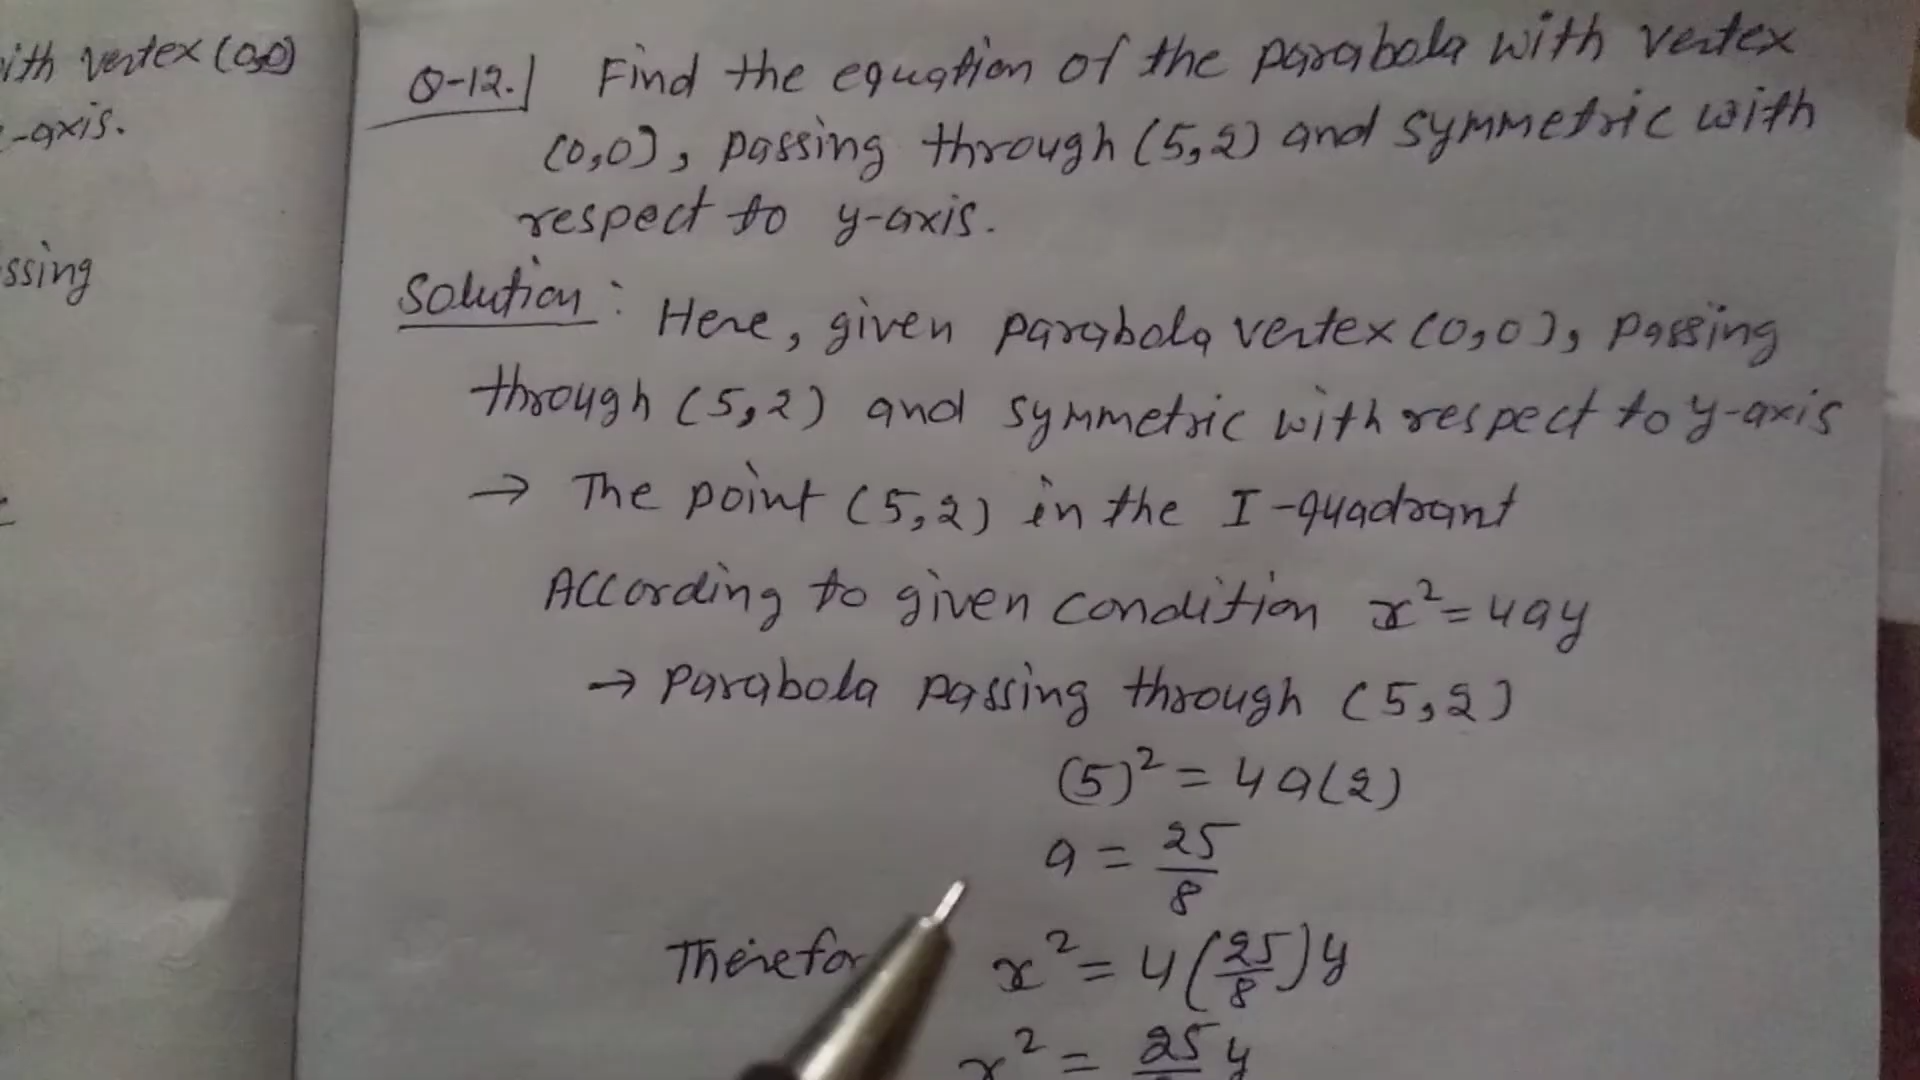 ith vertex (0,0)
-axis.
ssing
Q-12. Find the equation of the parabola with vertex
(0,0), passing through (5,2) and symmetric with
respect to y-axis.
Solution: Here, given parabola vertex (0,0), passing
through (5,2) and symmetric with respect to y-axis
→ The point (5,2) in the I-quadrant
According to given condition x² = 4ay
→ parabola passing through (5,2)
(5)² = 4a(2)
a = 25/8
Therefor x² = 4(25/8)y
x² = 25 y